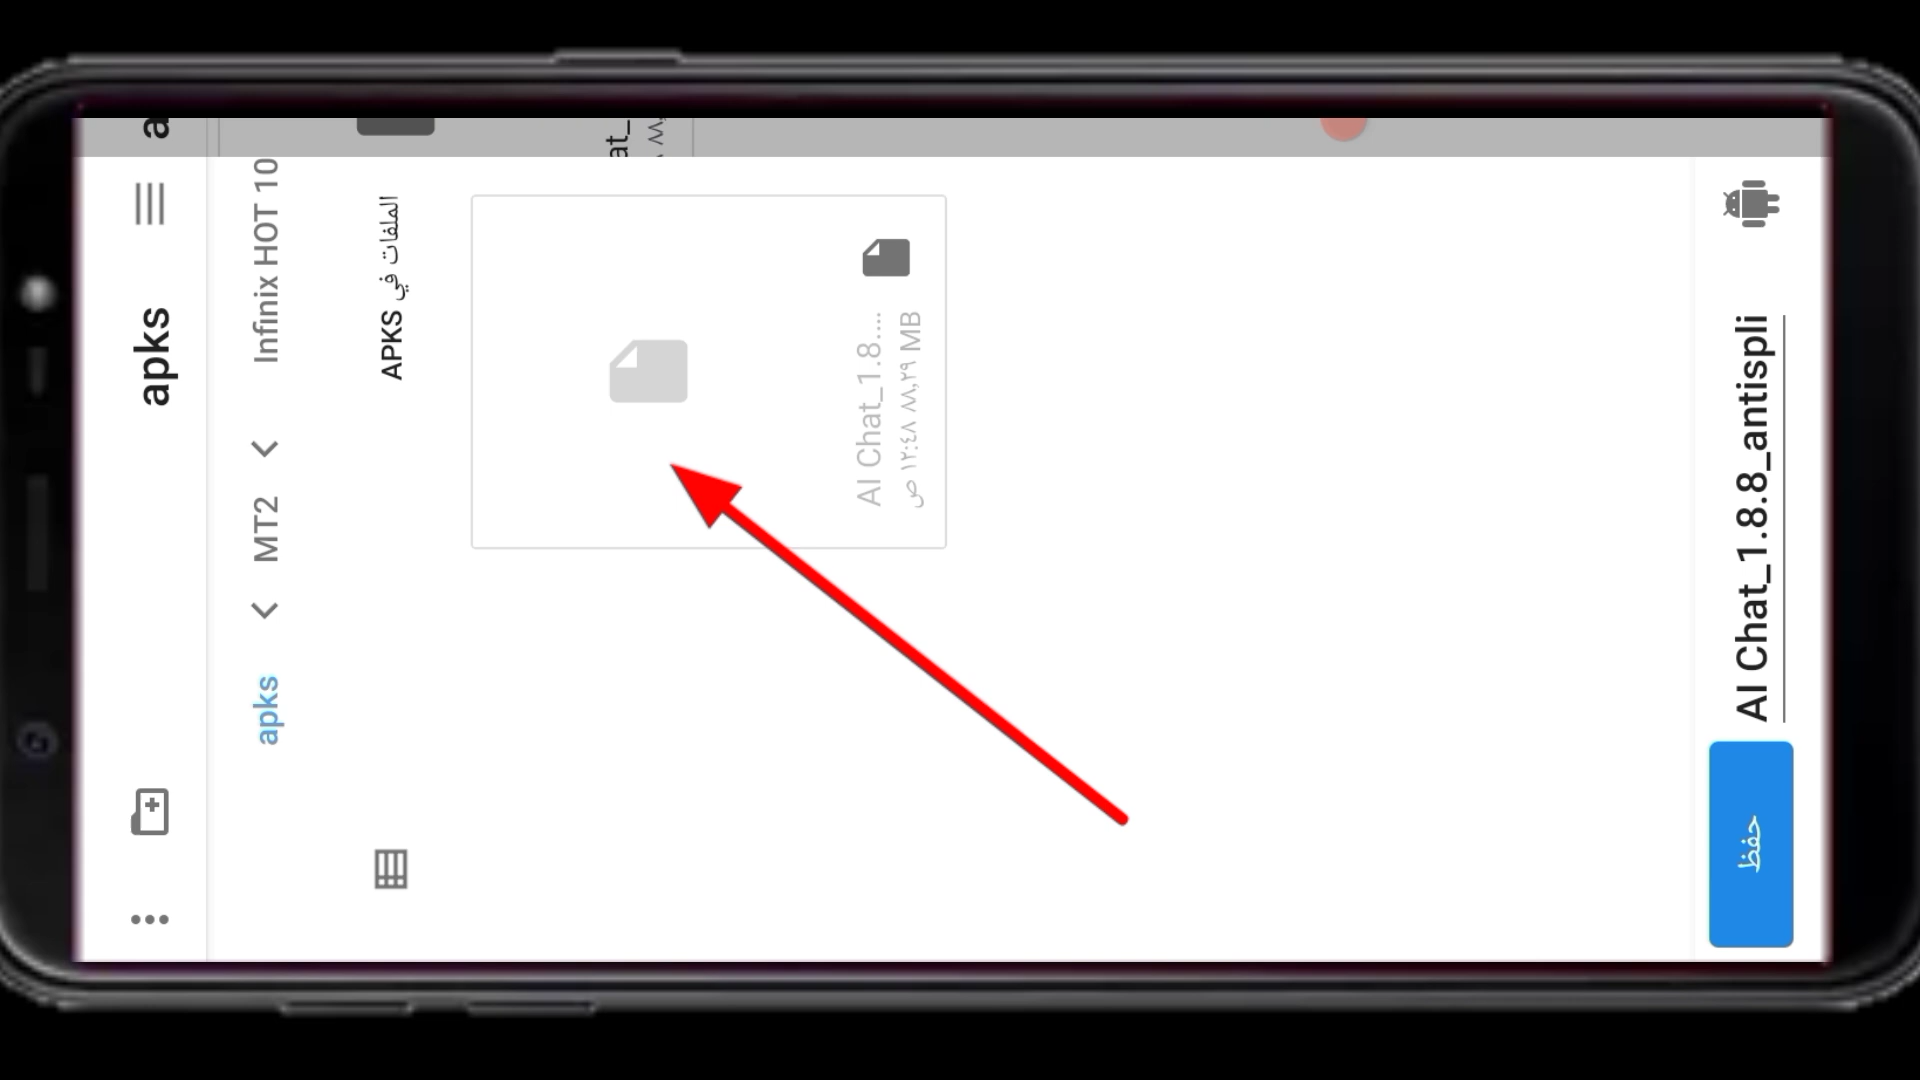 apks
Infinix HOT 10 < MT2 < apks
الملفات في APKS
AI Chat_1.8....
٨٨٫٢٩ MB ١٢:٤٨ ص
AI Chat_1.8.8_antispli
حفظ